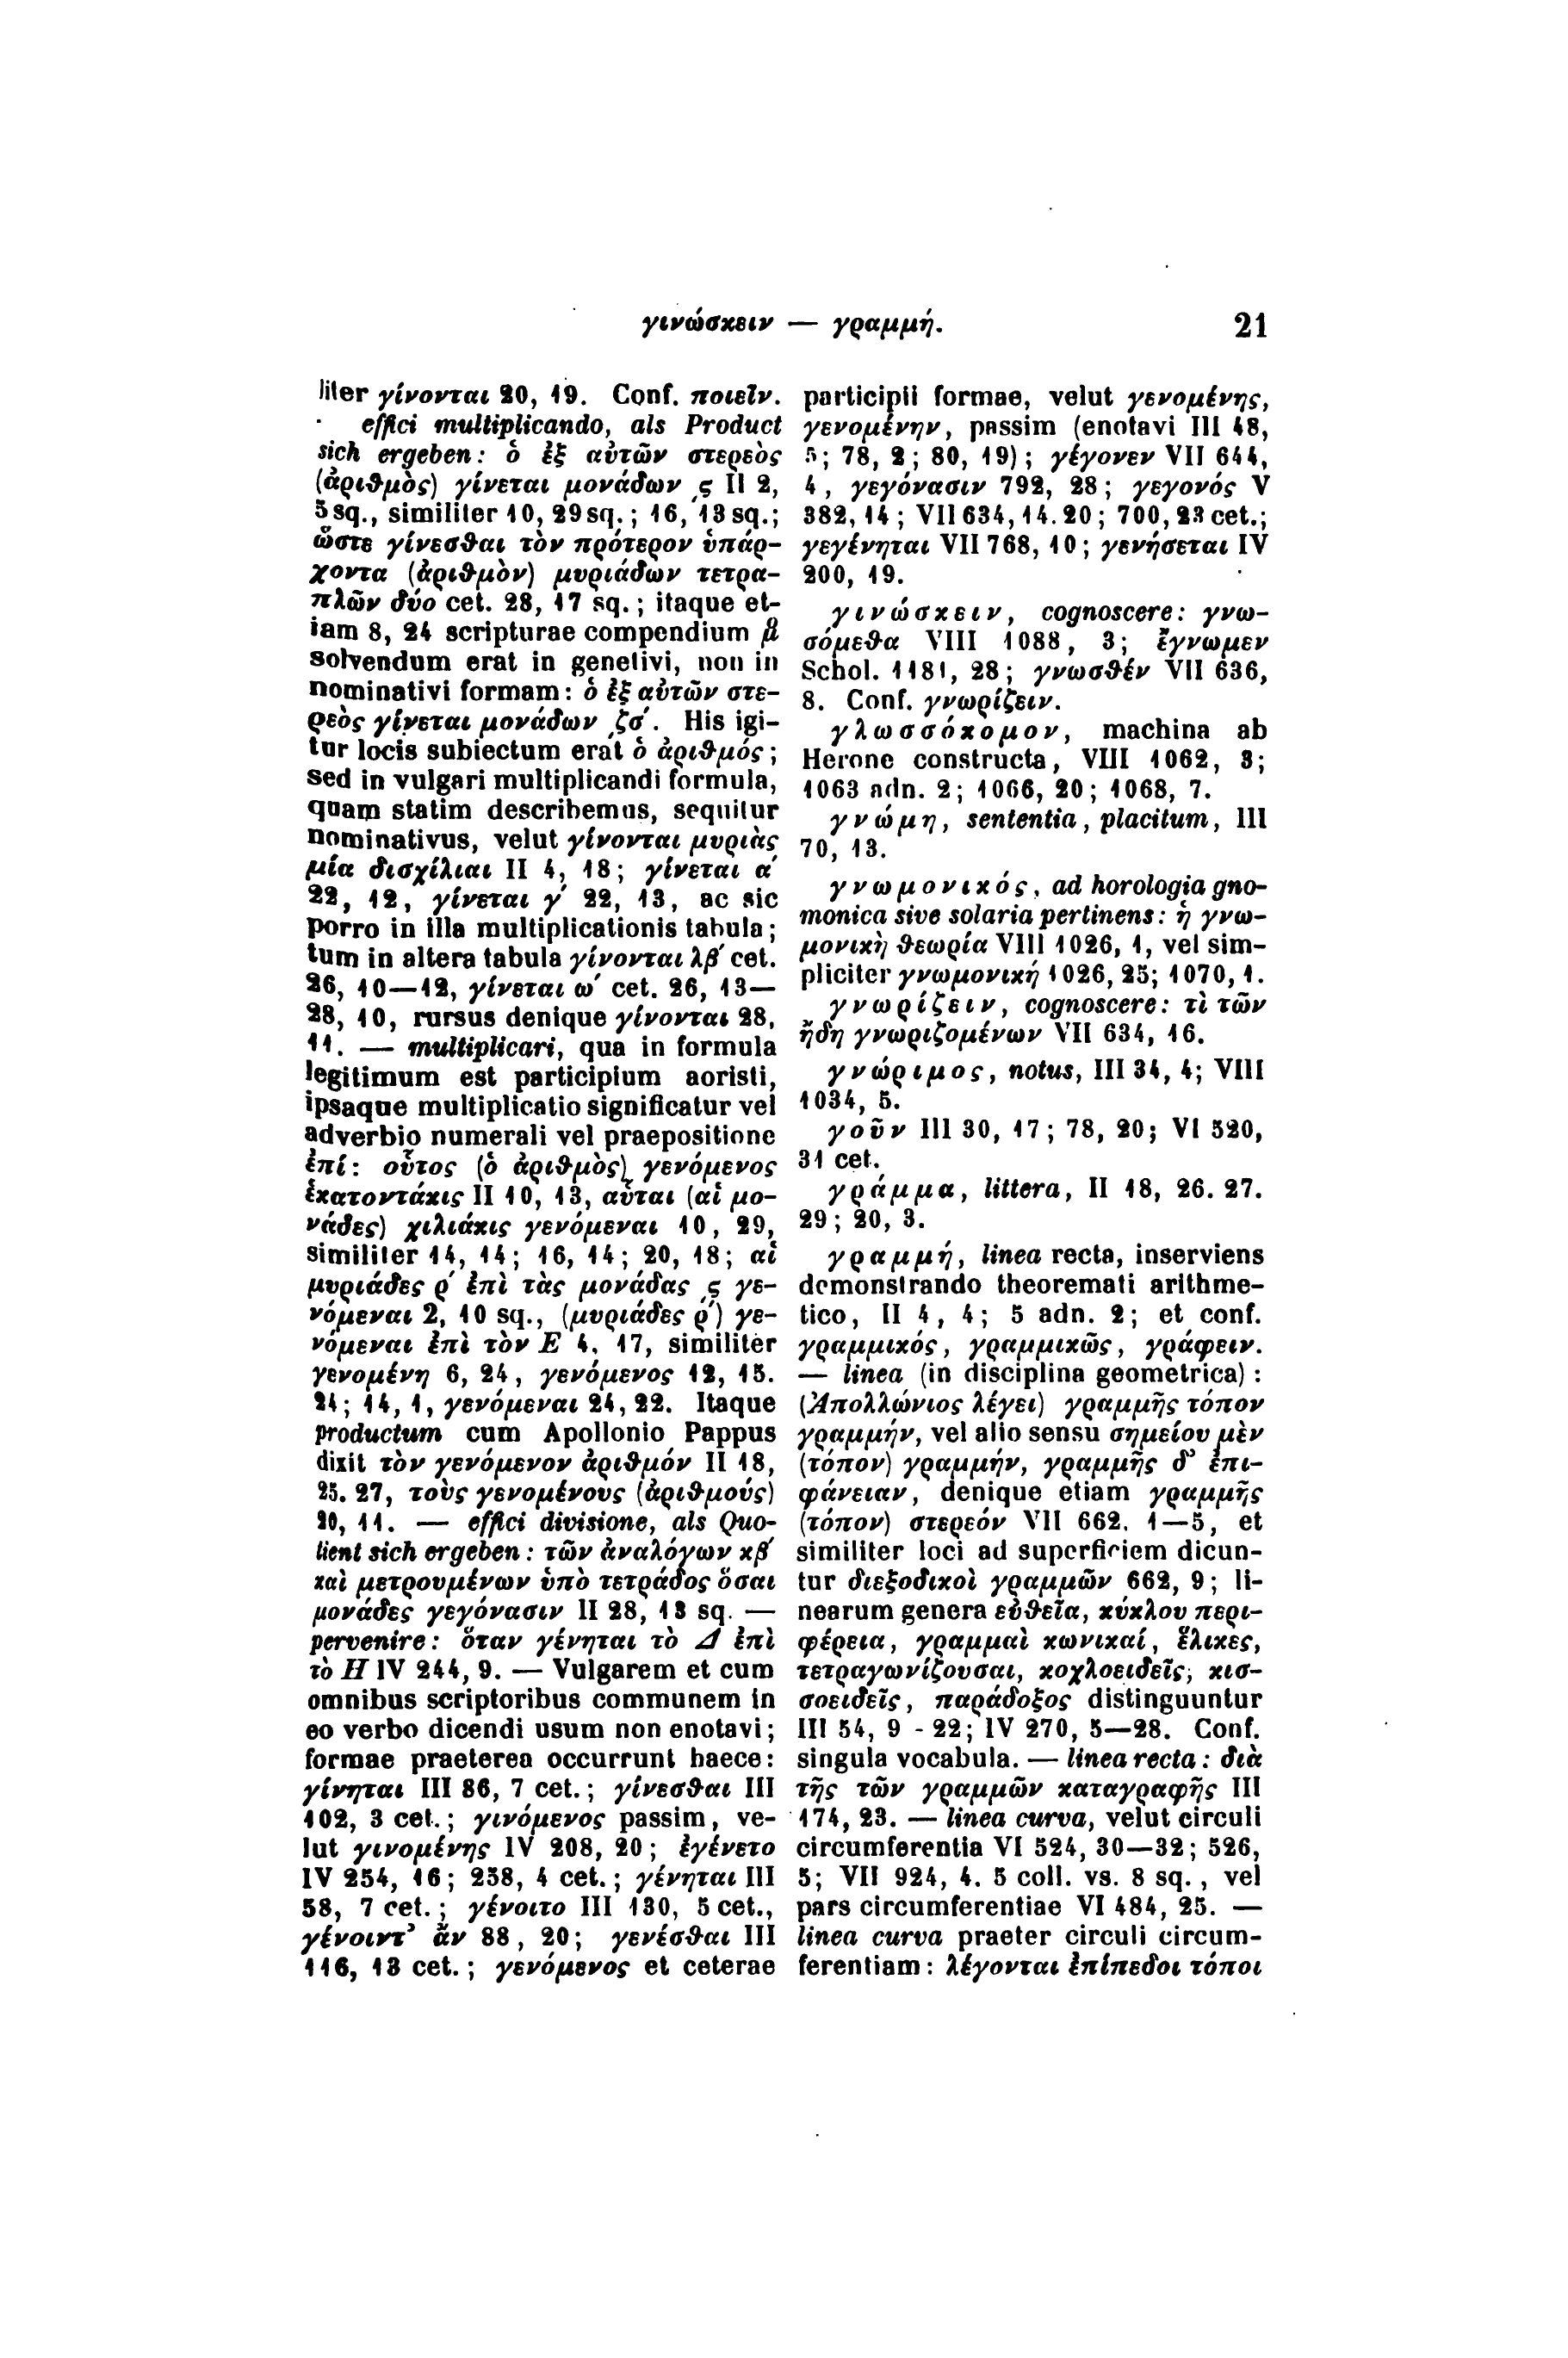 γινώσκειν — γραμμή. 21
liter γίνονται 20, 19. Conf. ποιεῖν.
effici multiplicando, als Product
sich ergeben: ὁ ἐξ αὐτῶν στερεὸς
(ἀριθμὸς) γίνεται μονάδων ͵ς II 2,
5 sq., similiter 10, 29 sq.; 16, 13 sq.;
ὥστε γίνεσθαι τὸν πρότερον ὑπάρ-
χοντα (ἀριθμὸν) μυριάδων τετρα-
πλῶν δύο cet. 28, 17 sq.; itaque et-
iam 8, 24 scripturae compendium
solvendum erat in genetivi, non in
nominativi formam: ὁ ἐξ αὐτῶν στε-
ρεὸς γίνεται μονάδων ͵ζσ΄. His igi-
tur locis subiectum erat ὁ ἀριθμός;
sed in vulgari multiplicandi formula,
quam statim describemus, sequitur
nominativus, velut γίνονται μυριὰς
μία δισχίλιαι II 4, 18; γίνεται α΄
22, 12, γίνεται γ΄ 22, 13, ac sic
porro in illa multiplicationis tabula;
tum in altera tabula γίνονται λβ΄ cet.
26, 10—12, γίνεται ω΄ cet. 26, 13—
28, 10, rursus denique γίνονται 28,
11. — multiplicari, qua in formula
legitimum est participium aoristi,
ipsaque multiplicatio significatur vel
adverbio numerali vel praepositione
ἐπί: οὗτος (ὁ ἀριθμὸς) γενόμενος
ἑκατοντάκις II 10, 13, αὗται (αἱ μο-
νάδες) χιλιάκις γενόμεναι 10, 29,
similiter 14, 14; 16, 14; 20, 18; αἱ
μυριάδες ρ΄ ἐπὶ τὰς μονάδας ͵ς γε-
νόμεναι 2, 10 sq., (μυριάδες ρ΄) γε-
νόμεναι ἐπὶ τὸν Ε 4, 17, similiter
γενομένη 6, 24, γενόμενος 12, 15.
24; 14, 1, γενόμεναι 24, 22. Itaque
productum cum Apollonio Pappus
dixit τὸν γενόμενον ἀριθμόν II 18,
25. 27, τοὺς γενομένους (ἀριθμούς)
20, 11. — effici divisione, als Quo-
tient sich ergeben: τῶν ἀναλόγων κβ΄
καὶ μετρουμένων ὑπὸ τετράδος ὅσαι
μονάδες γεγόνασιν II 28, 13 sq. —
pervenire: ὅταν γένηται τὸ Δ ἐπὶ
τὸ Η IV 244, 9. — Vulgarem et cum
omnibus scriptoribus communem in
eo verbo dicendi usum non enotavi;
formae praeterea occurrunt haece:
γίνηται III 86, 7 cet.; γίνεσθαι III
102, 3 cet.; γινόμενος passim, ve-
lut γινομένης IV 208, 20; ἐγένετο
IV 254, 16; 258, 4 cet.; γένηται III
58, 7 cet.; γένοιτο III 130, 5 cet.,
γένοιντ᾽ ἄν 88, 20; γενέσθαι III
116, 13 cet.; γενόμενος et ceterae
participii formae, velut γενομένης,
γενομένην, passim (enotavi III 48,
5; 78, 2; 80, 19); γέγονεν VII 644,
4, γεγόνασιν 792, 28; γεγονός V
382, 14; VII 634, 14. 20; 700, 23 cet.;
γεγένηται VII 768, 10; γενήσεται IV
200, 19.
γινώσκειν, cognoscere: γνω-
σόμεθα VIII 1088, 3; ἔγνωμεν
Schol. 1181, 28; γνωσθέν VII 636,
8. Conf. γνωρίζειν.
γλωσσόκομον, machina ab
Herone constructa, VIII 1062, 3;
1063 adn. 2; 1066, 20; 1068, 7.
γνώμη, sententia, placitum, III
70, 13.
γνωμονικός, ad horologia gno-
monica sive solaria pertinens: ἡ γνω-
μονικὴ θεωρία VIII 1026, 1, vel sim-
pliciter γνωμονική 1026, 25; 1070, 1.
γνωρίζειν, cognoscere: τὶ τῶν
ἤδη γνωριζομένων VII 634, 16.
γνώριμος, notus, III 34, 4; VIII
1034, 5.
γοῦν III 30, 17; 78, 20; VI 520,
31 cet.
γράμμα, littera, II 18, 26. 27.
29; 20, 3.
γραμμή, linea recta, inserviens
demonstrando theoremati arithme-
tico, II 4, 4; 5 adn. 2; et conf.
γραμμικός, γραμμικῶς, γράφειν.
— linea (in disciplina geometrica):
(Ἀπολλώνιος λέγει) γραμμῆς τόπον
γραμμήν, vel alio sensu σημείου μὲν
(τόπον) γραμμήν, γραμμῆς δ᾽ ἐπι-
φάνειαν, denique etiam γραμμῆς
(τόπον) στερεόν VII 662, 1—5, et
similiter loci ad superficiem dicun-
tur διεξοδικοὶ γραμμῶν 662, 9; li-
nearum genera εὐθεῖα, κύκλου περι-
φέρεια, γραμμαὶ κωνικαί, ἕλικες,
τετραγωνίζουσαι, κοχλοειδεῖς, κισ-
σοειδεῖς, παράδοξος distinguuntur
III 54, 9 - 22; IV 270, 5—28. Conf.
singula vocabula. — linea recta: διὰ
τῆς τῶν γραμμῶν καταγραφῆς III
174, 23. — linea curva, velut circuli
circumferentia VI 524, 30—32; 526,
5; VII 924, 4. 5 coll. vs. 8 sq., vel
pars circumferentiae VI 484, 25. —
linea curva praeter circuli circum-
ferentiam: λέγονται ἐπίπεδοι τόποι